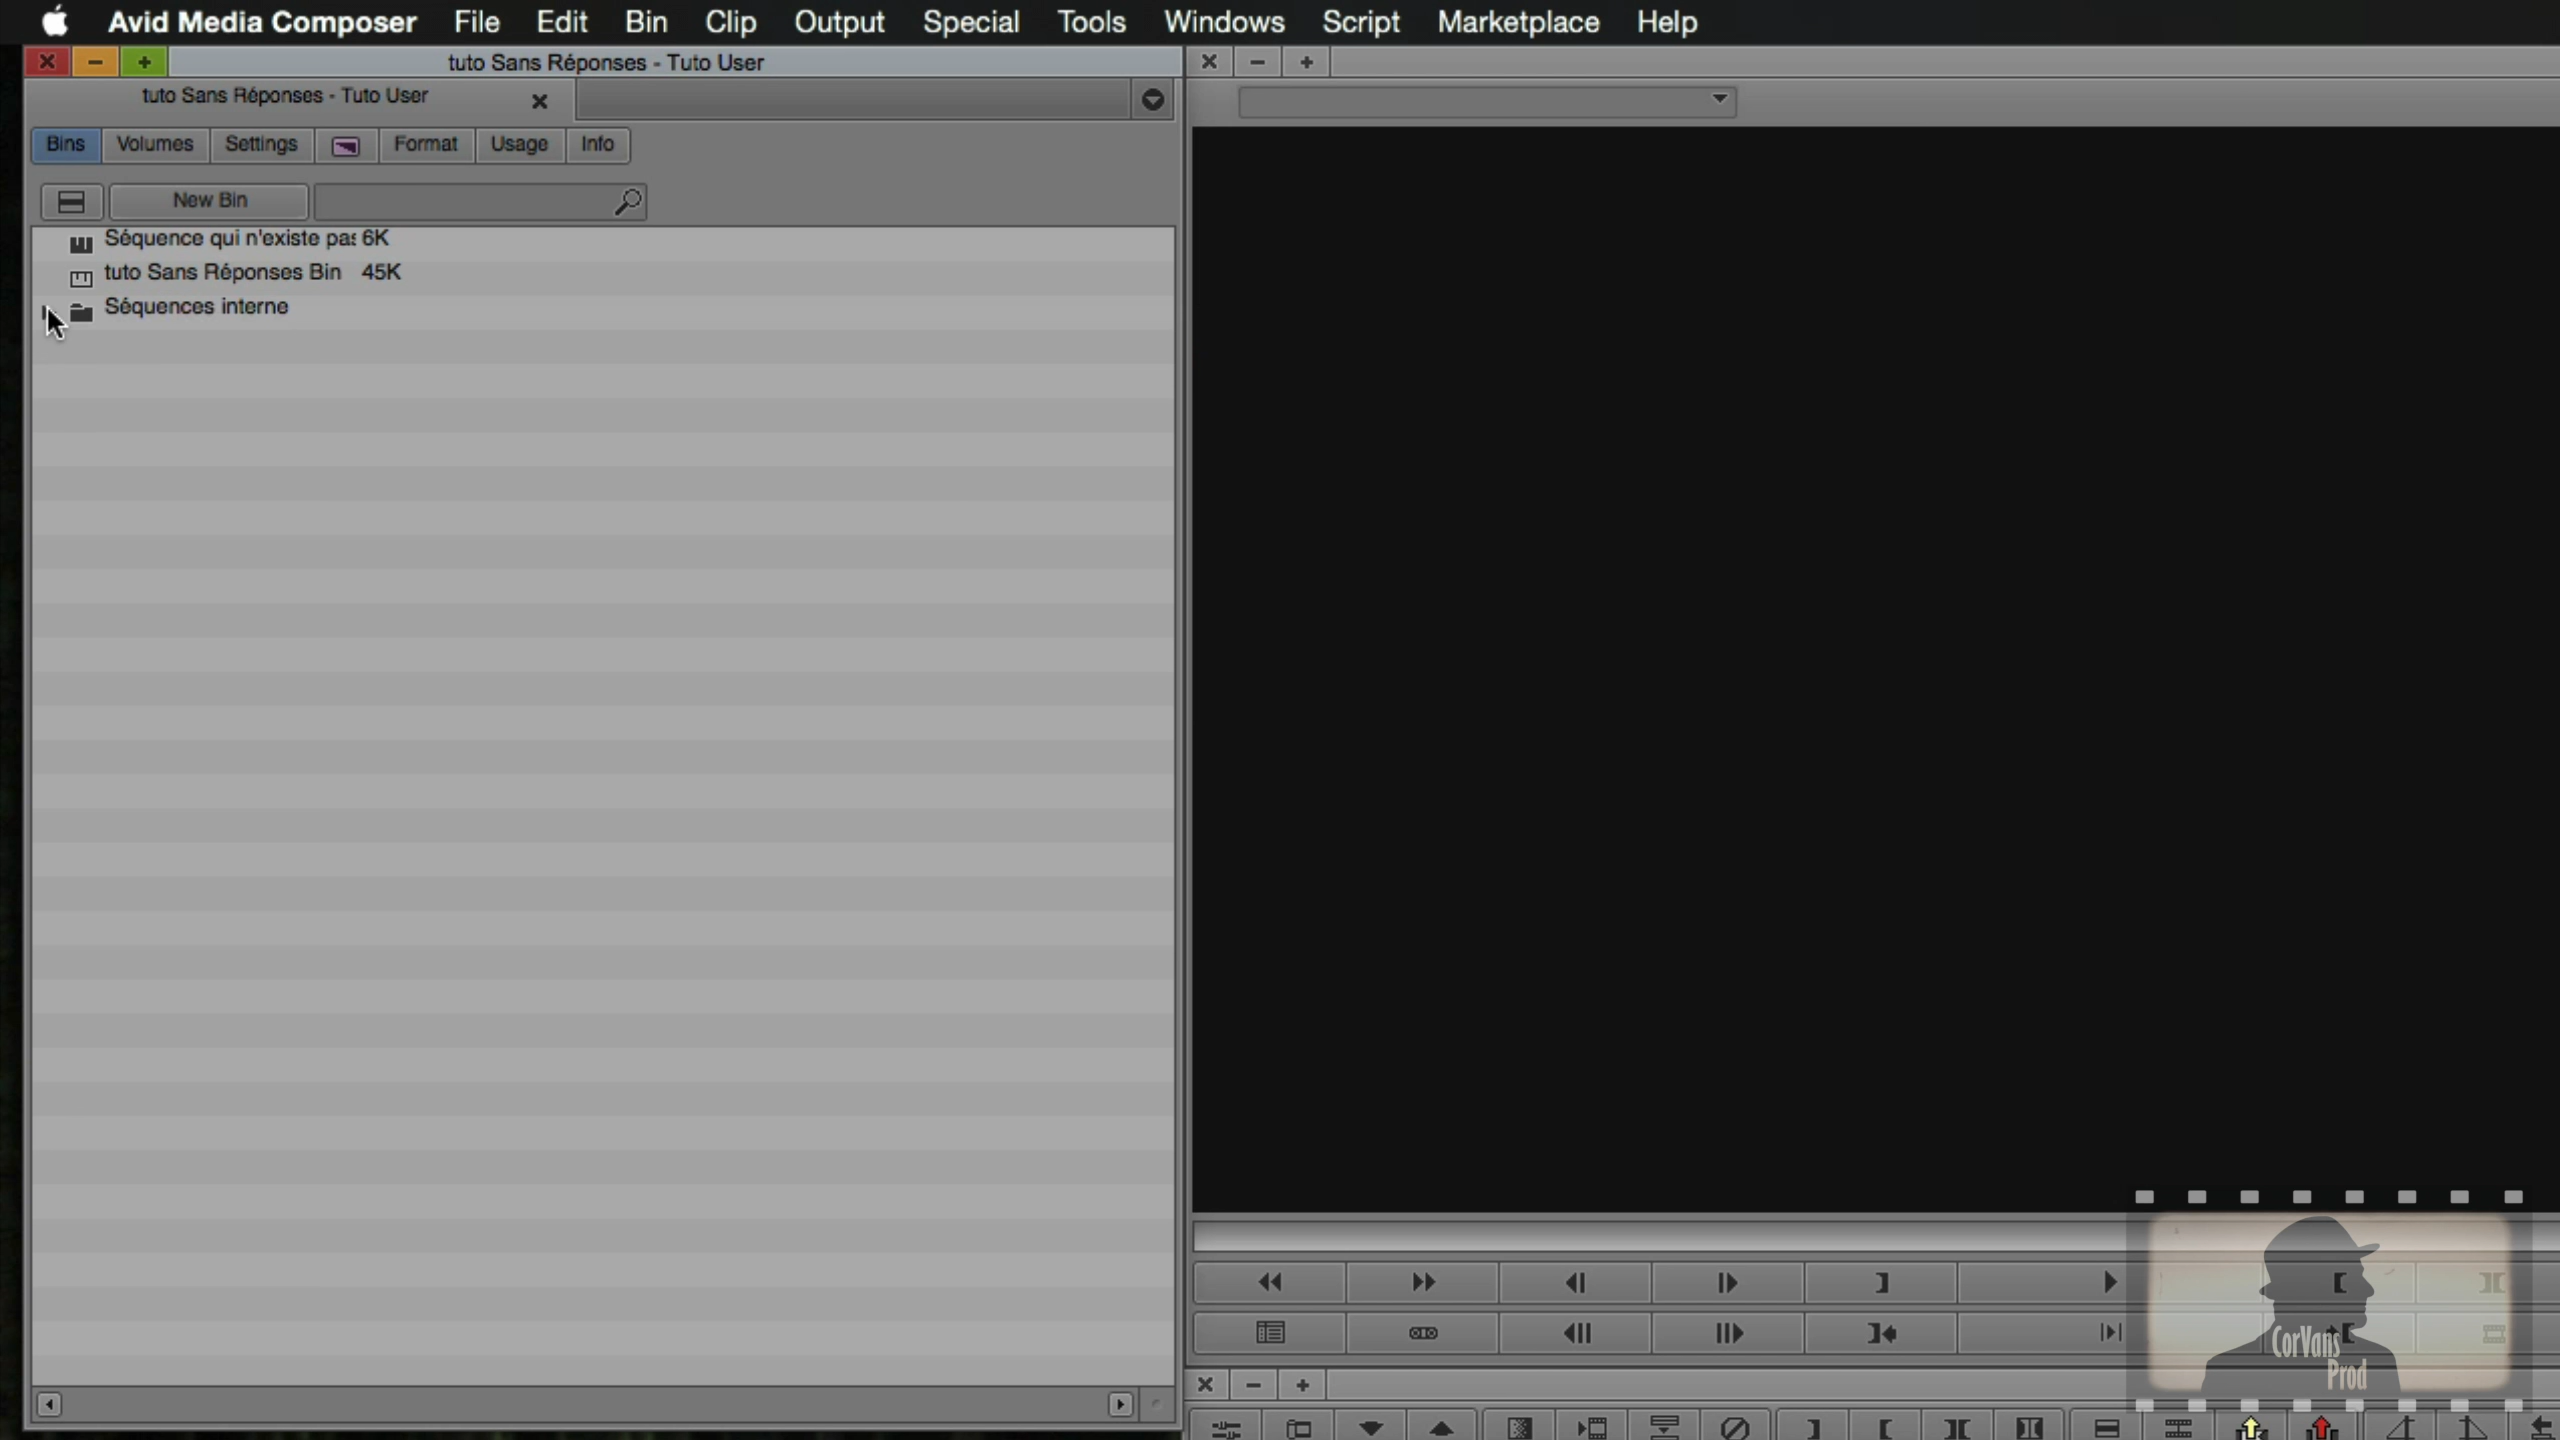 Avid Media Composer File Edit Bin Clip Output Special Tools Windows Script Marketplace Help
tuto Sans Réponses - Tuto User
tuto Sans Réponses - Tuto User
Bins Volumes Settings Format Usage Info
New Bin
Séquence qui n'existe pas 6K
tuto Sans Réponses Bin 45K
Séquences interne
CorVans
Prod